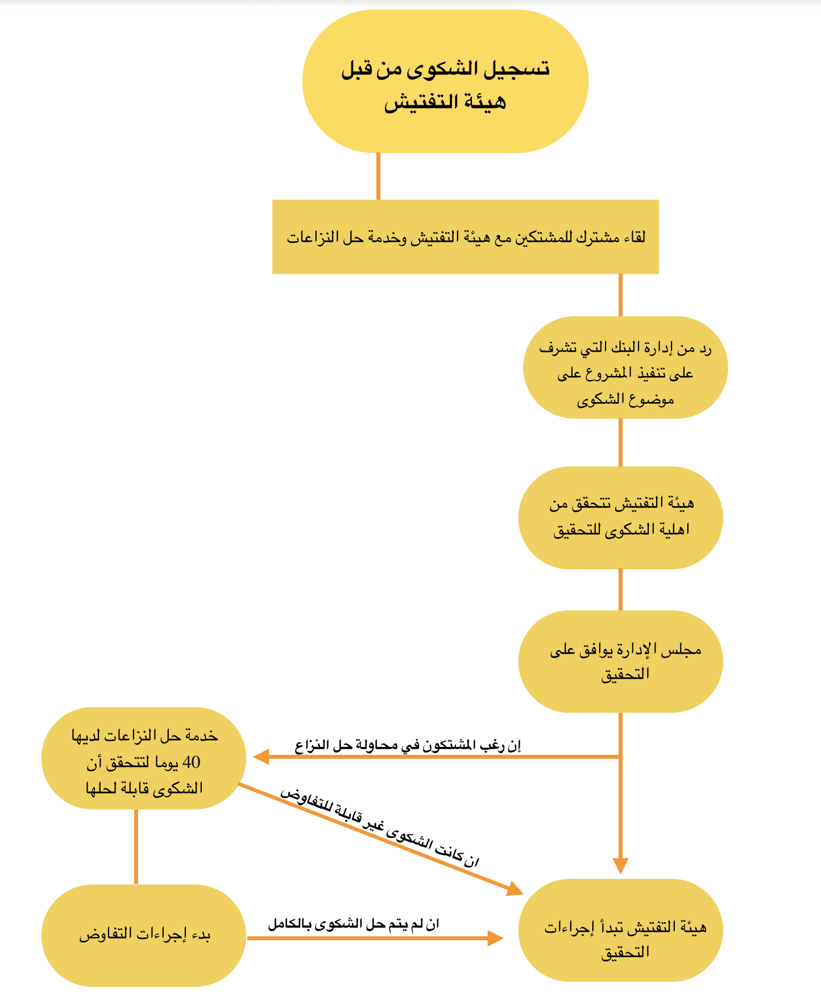 تسجيل الشكوى من قبل
هيئة التفتيش
لقاء مشترك للمشتكين مع هيئة التفتيش وخدمة حل النزاعات
رد من إدارة البنك التي تشرف
على تنفيذ المشروع على
موضوع الشكوى
هيئة التفتيش تتحقق من
اهلية الشكوى للتحقيق
مجلس الإدارة يوافق على
التحقيق
إن رغب المشتكون في محاولة حل النزاع
خدمة حل النزاعات لديها
40 يوما لتتحقق أن
الشكوى قابلة لحلها
ان كانت الشكوى غير قابلة للتفاوض
بدء إجراءات التفاوض
ان لم يتم حل الشكوى بالكامل
هيئة التفتيش تبدأ إجراءات
التحقيق